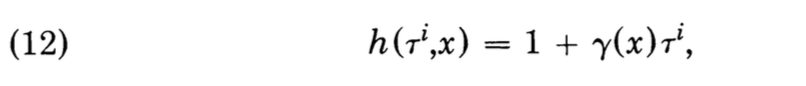 (12) h(τ^i,x) = 1 + γ(x)τ^i,